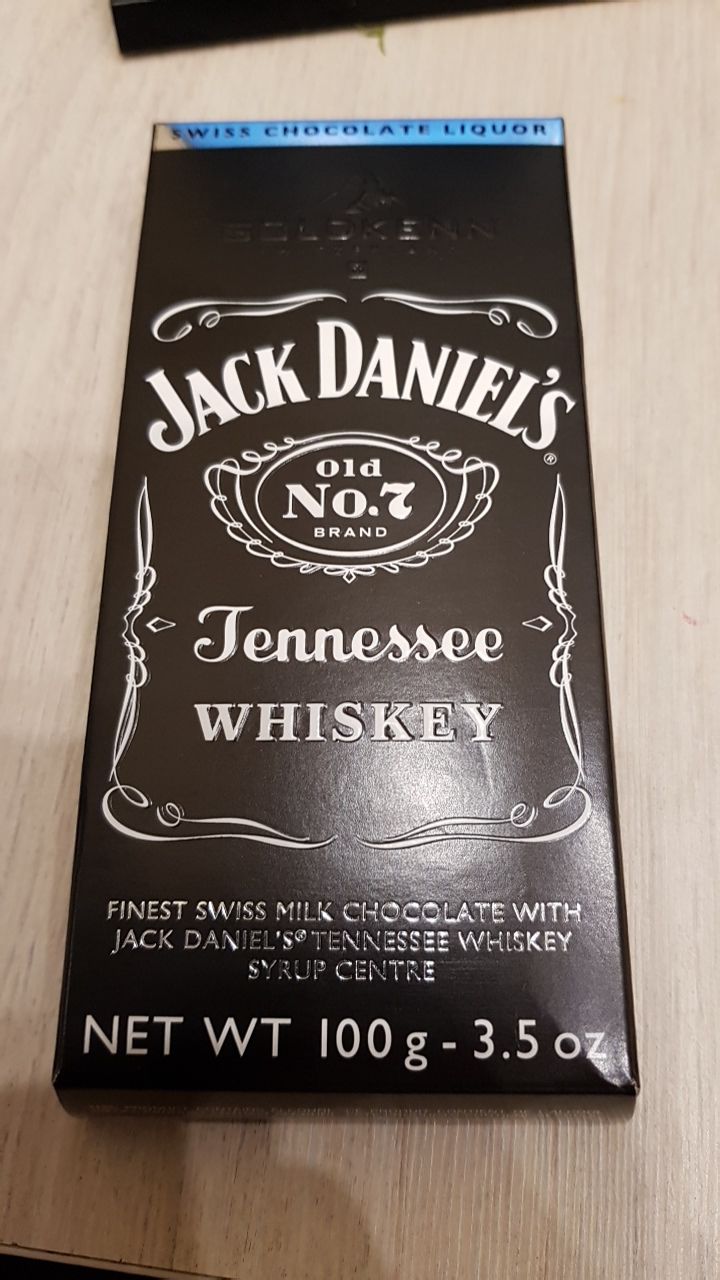 SWISS CHOCOLATE LIQUOR
GOLDKENN
JACK DANIEL'S
®
Old
No.7
BRAND
Tennessee
WHISKEY
FINEST SWISS MILK CHOCOLATE WITH
JACK DANIEL'S® TENNESSEE WHISKEY
SYRUP CENTRE
NET WT 100 g - 3.5 oz